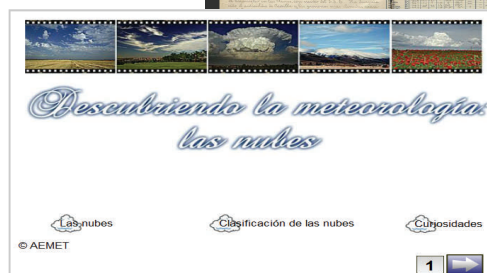 Descubriendo la meteorología:
las nubes
Las nubes Clasificación de las nubes Curiosidades
© AEMET
1